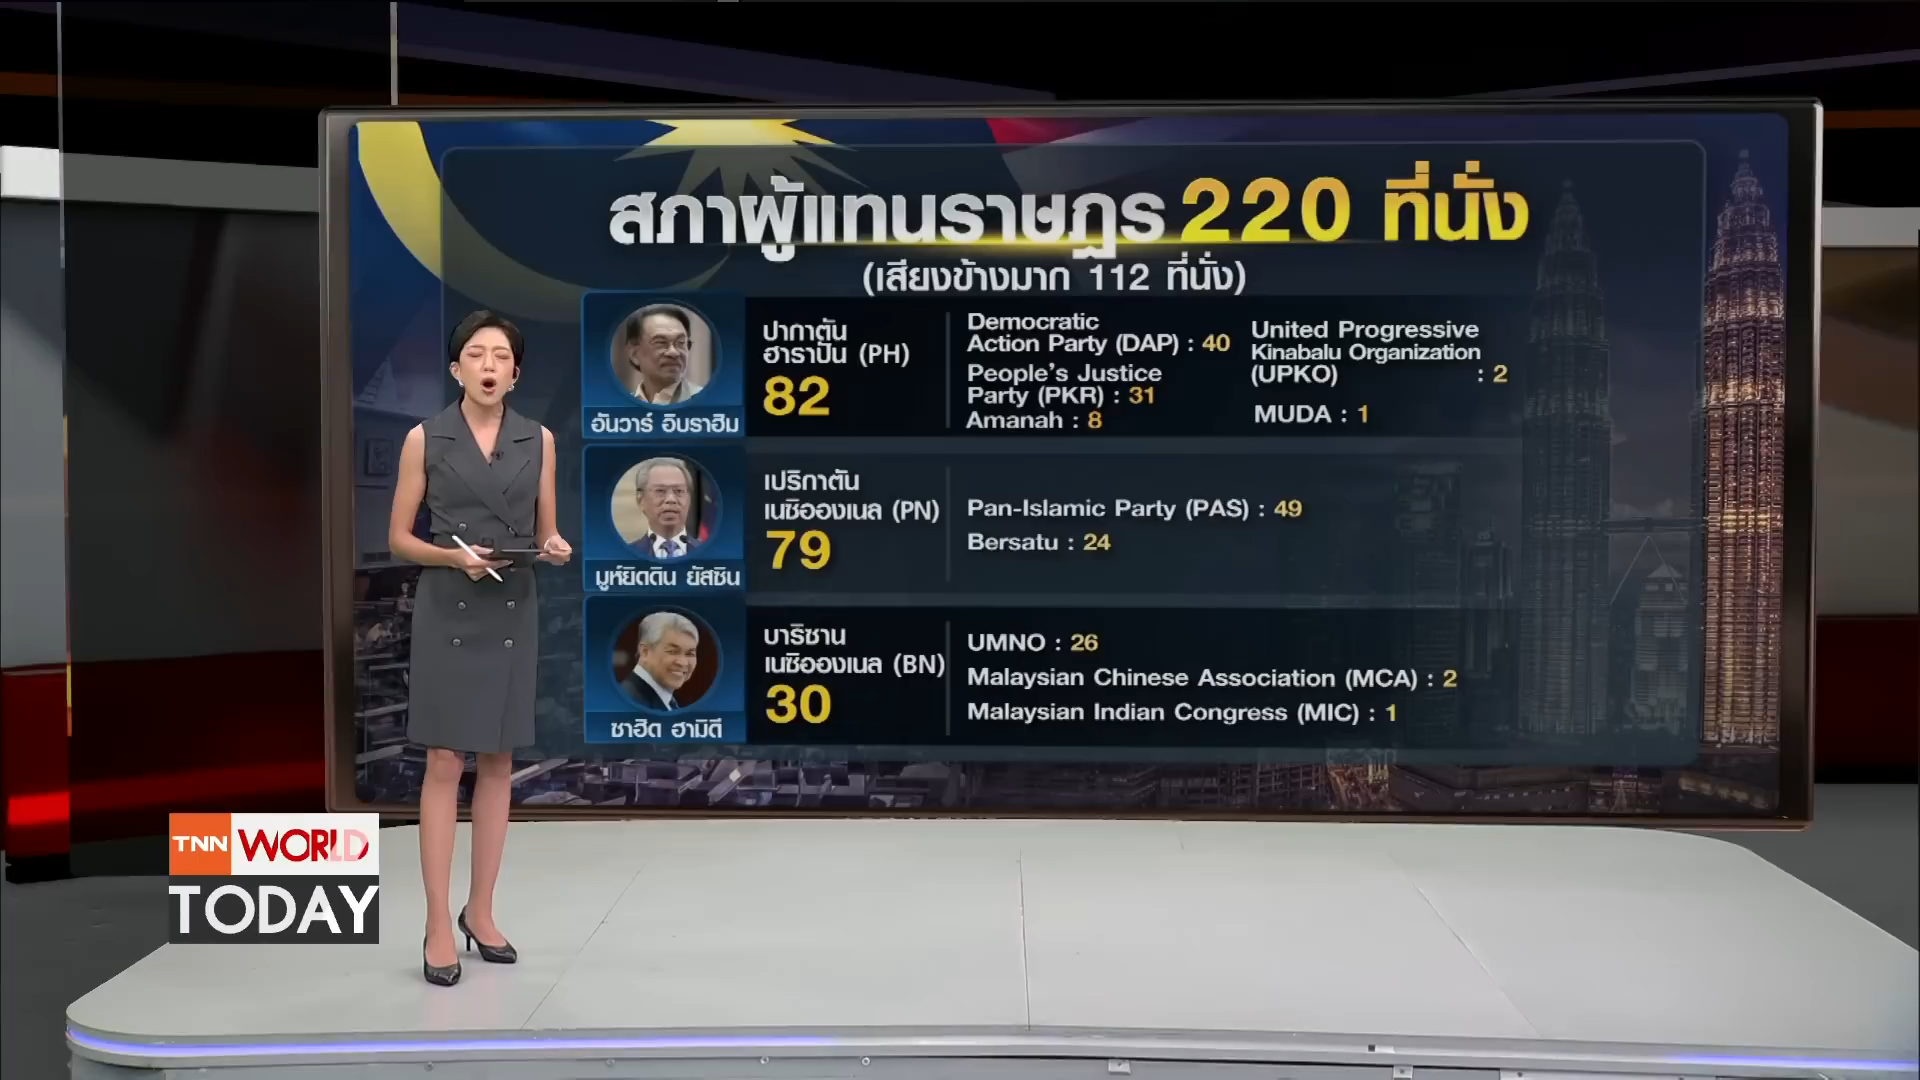 สภาผู้แทนราษฎร 220 ที่นั่ง
(เสียงข้างมาก 112 ที่นั่ง)
อันวาร์ อิบราฮิม
ปากาตัน
ฮาราปัน (PH)
82
Democratic
Action Party (DAP) : 40
People's Justice
Party (PKR) : 31
Amanah : 8
United Progressive
Kinabalu Organization
(UPKO) : 2
MUDA : 1
มูห์ยิดดิน ยัสซิน
เปริกาตัน
เนซิอองเนล (PN)
79
Pan-Islamic Party (PAS) : 49
Bersatu : 24
ซาฮิด ฮามิดี
บาริซาน
เนซิอองเนล (BN)
30
UMNO : 26
Malaysian Chinese Association (MCA) : 2
Malaysian Indian Congress (MIC) : 1
TNN WORLD
TODAY